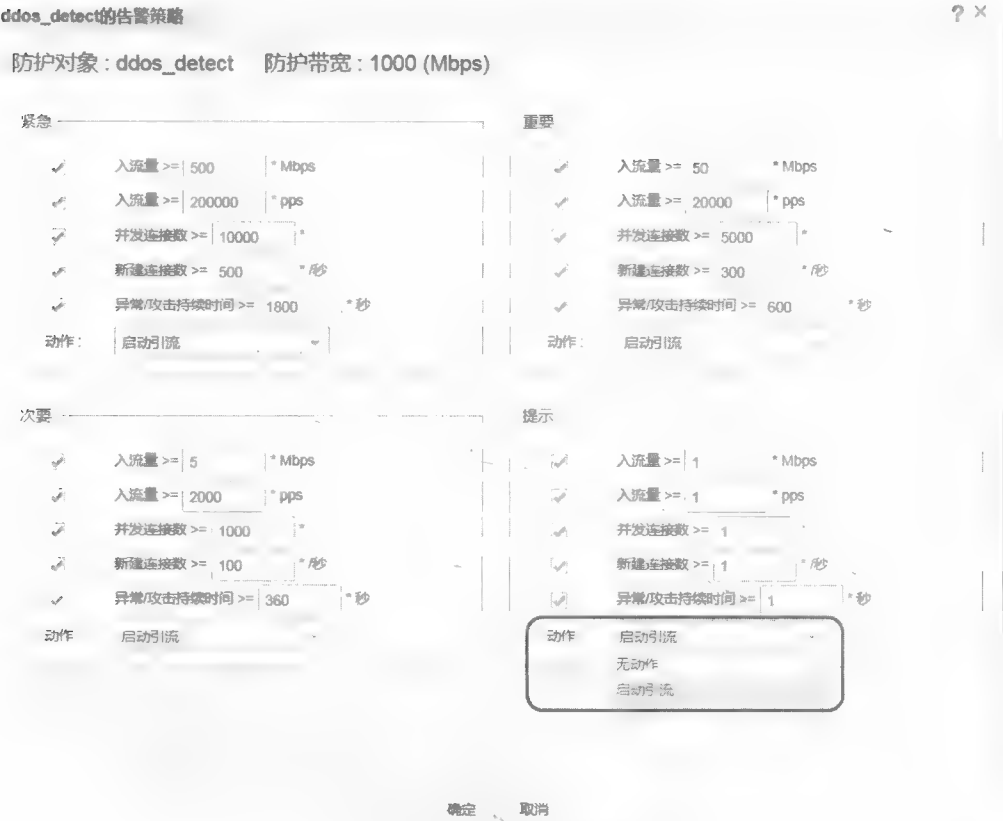 ddos_detect的告警策略 ? ×
防护对象 : ddos_detect 防护带宽 : 1000 (Mbps)
紧急
入流量 >= 500 * Mbps
入流量 >= 200000 * pps
并发连接数 >= 10000 *
新建连接数 >= 500 * /秒
异常/攻击持续时间 >= 1800 * 秒
动作 : 启动引流
重要
入流量 >= 50 * Mbps
入流量 >= 20000 * pps
并发连接数 >= 5000 *
新建连接数 >= 300 * /秒
异常/攻击持续时间 >= 600 * 秒
动作 : 启动引流
次要
入流量 >= 5 * Mbps
入流量 >= 2000 * pps
并发连接数 >= 1000 *
新建连接数 >= 100 * /秒
异常/攻击持续时间 >= 360 * 秒
动作 启动引流
提示
入流量 >= 1 * Mbps
入流量 >= 1 * pps
并发连接数 >= 1
新建连接数 >= 1 * /秒
异常/攻击持续时间 >= 1 * 秒
动作 启动引流
无动作
启动引流
确定 取消